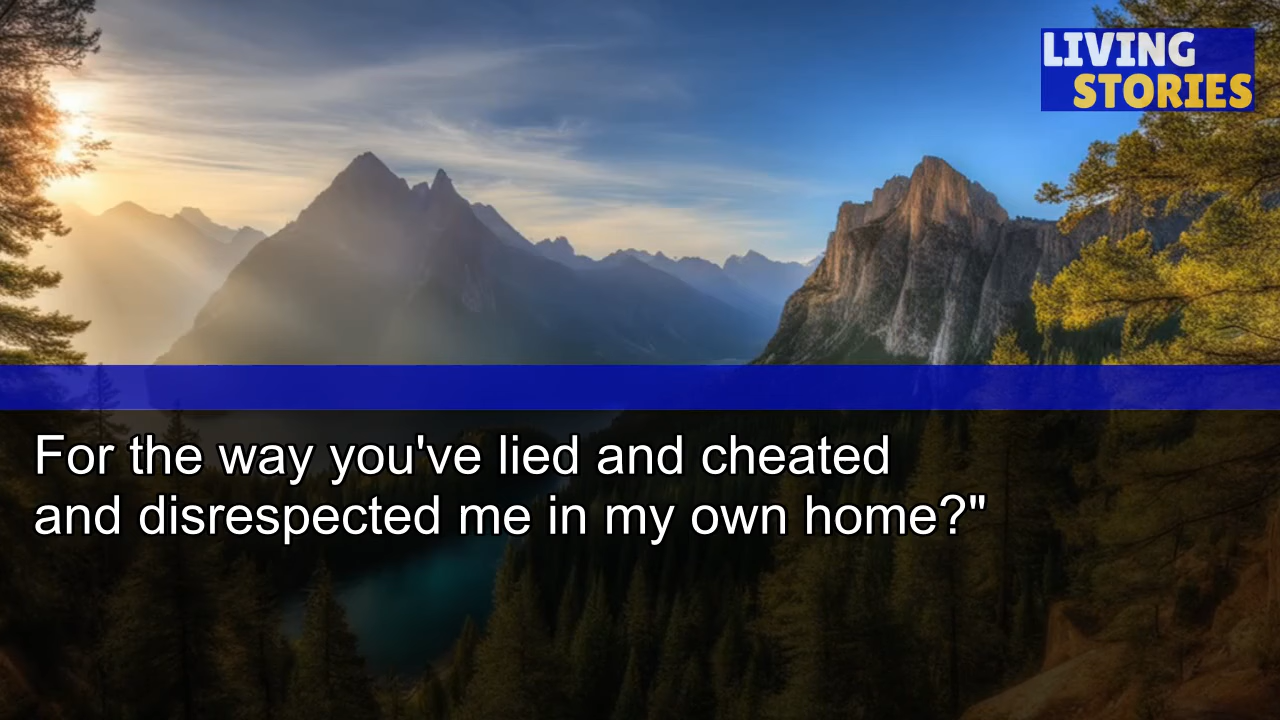 LIVING
STORIES
For the way you've lied and cheated
and disrespected me in my own home?"